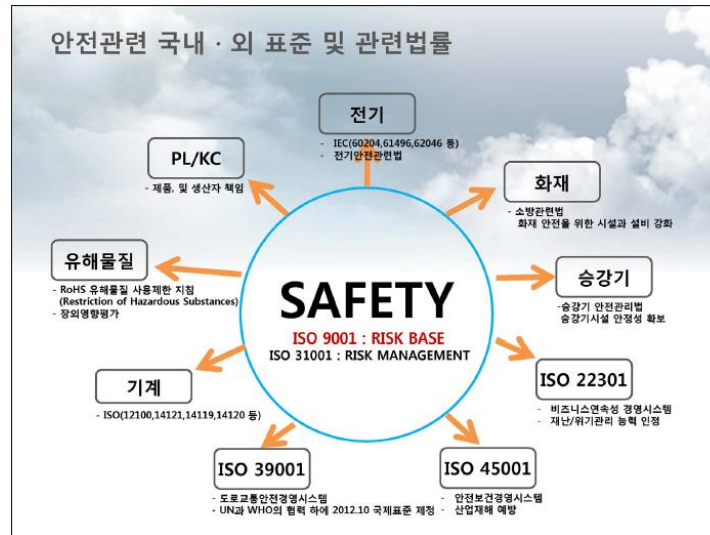 안전관련 국내 · 외 표준 및 관련법률
전기
- IEC(60204,61496,62046 등)
- 전기안전관련법
PL/KC
- 제품, 및 생산자 책임
화재
- 소방관련법
화재 안전을 위한 시설과 설비 강화
유해물질
- RoHS 유해물질 사용제한 지침
(Restriction of Hazardous Substances)
- 장외영향평가
승강기
-승강기 안전관리법
승강기시설 안정성 확보
SAFETY
ISO 9001 : RISK BASE
ISO 31001 : RISK MANAGEMENT
기계
- ISO(12100,14121,14119,14120 등)
ISO 22301
- 비즈니스연속성 경영시스템
- 재난/위기관리 능력 인정
ISO 39001
- 도로교통안전경영시스템
- UN과 WHO의 협력 하에 2012.10 국제표준 제정
ISO 45001
- 안전보건경영시스템
- 산업재해 예방